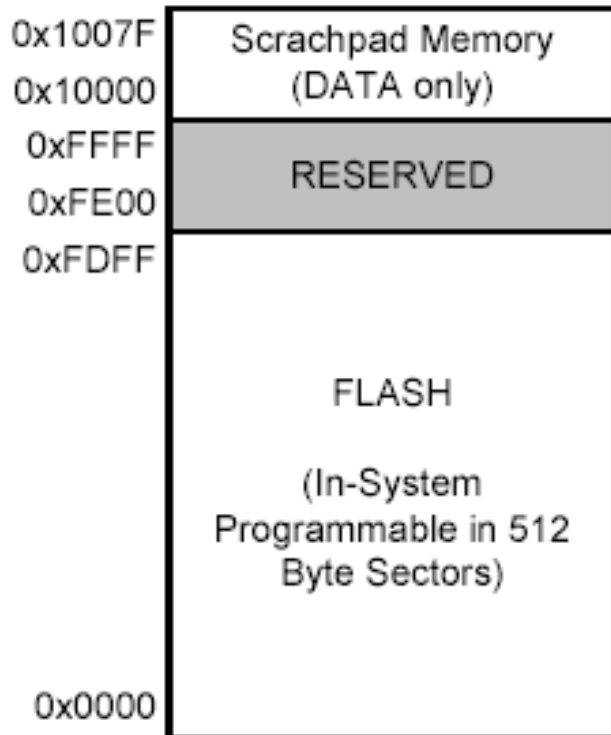 0x1007F
Scrachpad Memory
0x10000
(DATA only)
0xFFFF
RESERVED
0xFE00
0xFDFF
FLASH
(In-System
Programmable in 512
Byte Sectors)
0x0000